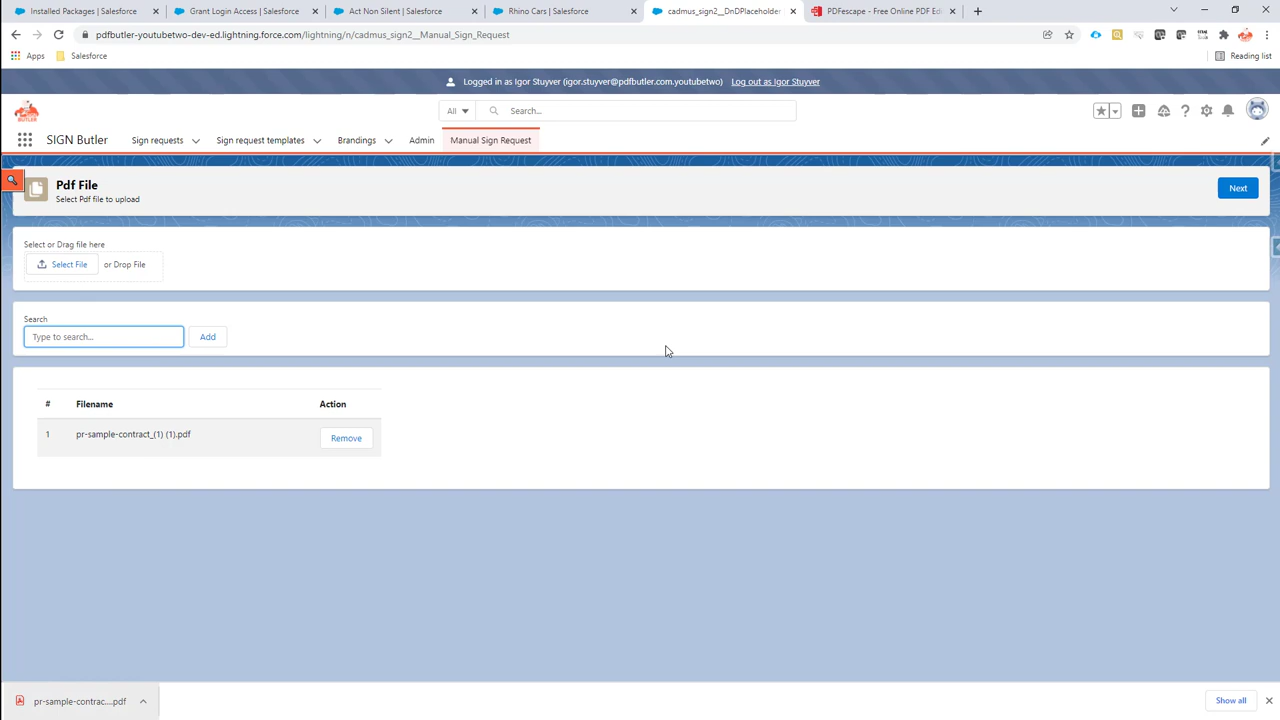 Installed Packages | Salesforce
Grant Login Access | Salesforce
Act Non Silent | Salesforce
Rhino Cars | Salesforce
cadmus_sign2__DnDPlaceholder
PDFescape - Free Online PDF Edi
pdfbutler-youtubetwo-dev-ed.lightning.force.com/lightning/n/cadmus_sign2__Manual_Sign_Request
Apps
Salesforce
Reading list
Logged in as Igor Stuyver (igor.stuyver@pdfbutler.com.youtubetwo)
Log out as Igor Stuyver
All
Search...
SIGN Butler
Sign requests
Sign request templates
Brandings
Admin
Manual Sign Request
Pdf File
Select Pdf file to upload
Next
Select or Drag file here
Select File
or Drop File
Search
Type to search...
Add
# Filename Action
1 pr-sample-contract_(1) (1).pdf Remove
pr-sample-contrac....pdf
Show all